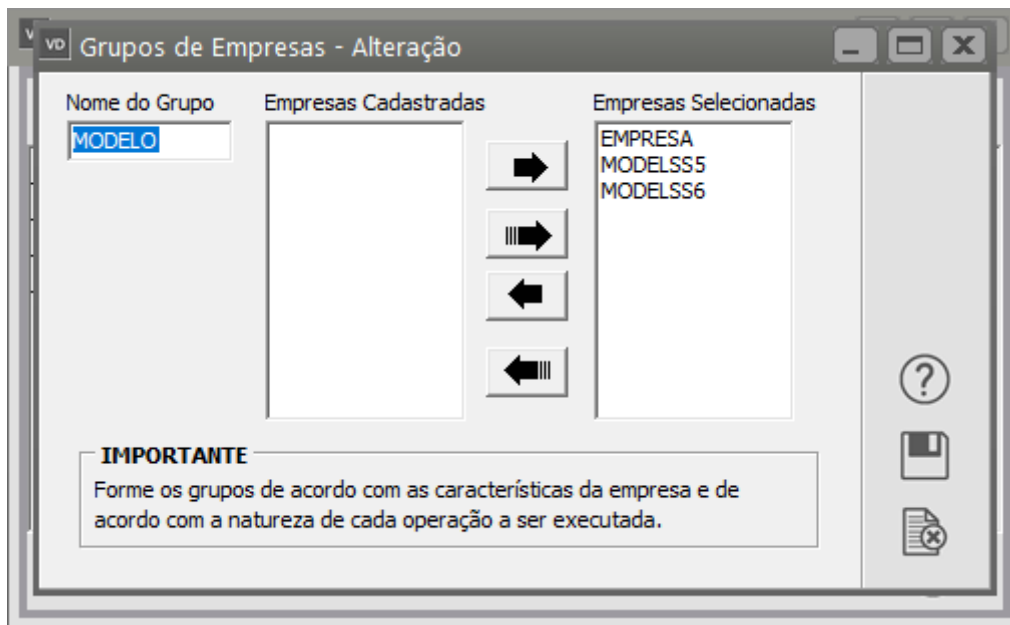 VD Grupos de Empresas - Alteração
Nome do Grupo Empresas Cadastradas Empresas Selecionadas
MODELO
EMPRESA
MODELSS5
MODELSS6
IMPORTANTE
Forme os grupos de acordo com as características da empresa e de
acordo com a natureza de cada operação a ser executada.